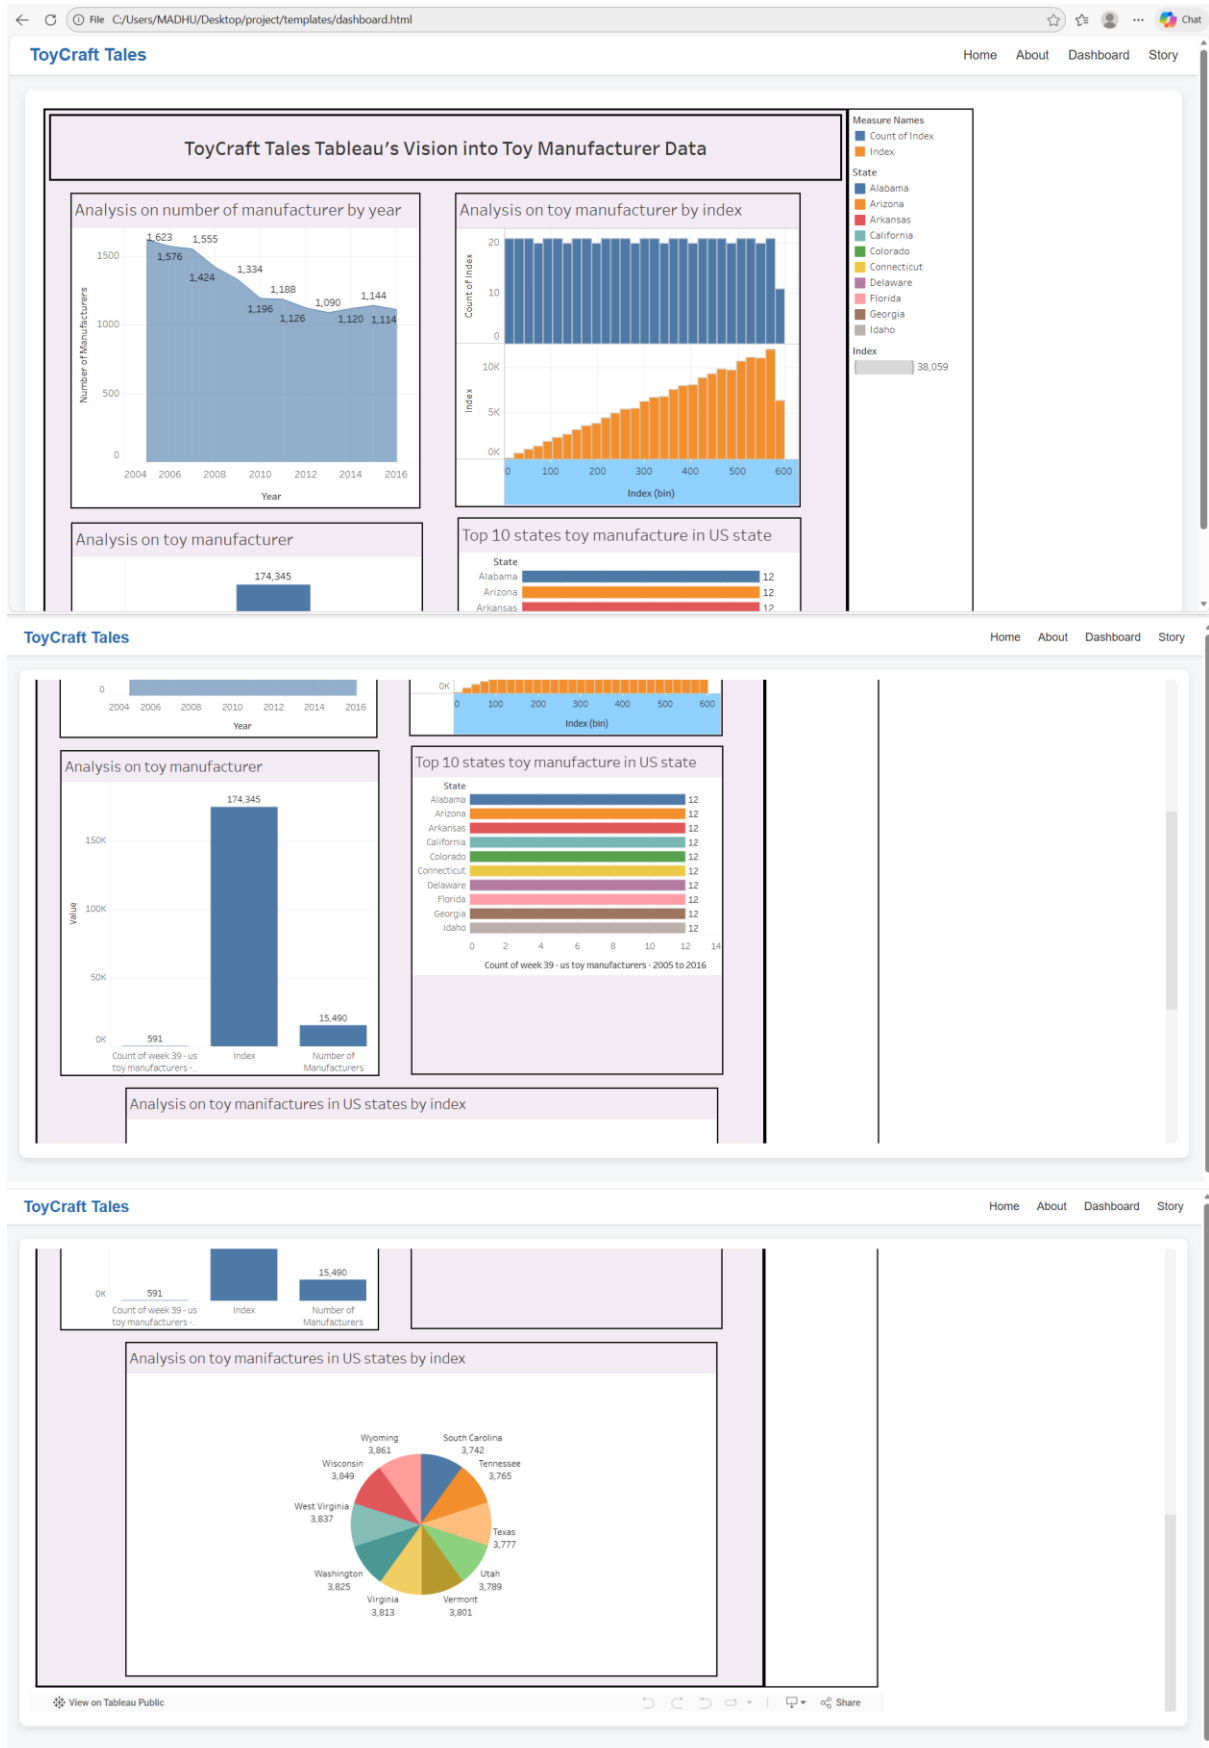 File C:/Users/MADHU/Desktop/project/templates/dashboard.html
Chat
ToyCraft Tales
Home About Dashboard Story
ToyCraft Tales Tableau's Vision into Toy Manufacturer Data
Measure Names
Count of Index
Index
State
Alabama
Arizona
Arkansas
California
Colorado
Connecticut
Delaware
Florida
Georgia
Idaho
Index
38,059
Analysis on number of manufacturer by year
1,623
1,555
1,576
1,424
1,334
1,196
1,188
1,126
1,090
1,120
1,144
1,114
1500
1000
500
0
Number of Manufacturers
2004 2006 2008 2010 2012 2014 2016
Year
Analysis on toy manufacturer by index
20
10
0
Count of Index
10K
5K
0K
Index
0 100 200 300 400 500 600
Index (bin)
Analysis on toy manufacturer
174,345
Top 10 states toy manufacture in US state
State
Alabama 12
Arizona 12
Arkansas 12
ToyCraft Tales
Home About Dashboard Story
0
2004 2006 2008 2010 2012 2014 2016
Year
0K
0 100 200 300 400 500 600
Index (bin)
Analysis on toy manufacturer
174,345
150K
100K
50K
0K
Value
591
15,490
Count of week 39 - us
toy manufacturers -..
Index
Number of
Manufacturers
Top 10 states toy manufacture in US state
State
Alabama 12
Arizona 12
Arkansas 12
California 12
Colorado 12
Connecticut 12
Delaware 12
Florida 12
Georgia 12
Idaho 12
0 2 4 6 8 10 12 14
Count of week 39 - us toy manufacturers - 2005 to 2016
Analysis on toy manifactures in US states by index
ToyCraft Tales
Home About Dashboard Story
15,490
0K
591
Count of week 39 - us
toy manufacturers -..
Index
Number of
Manufacturers
Analysis on toy manifactures in US states by index
Wyoming
3,861
South Carolina
3,742
Wisconsin
3,849
Tennessee
3,765
West Virginia
3,837
Texas
3,777
Washington
3,825
Utah
3,789
Virginia
3,813
Vermont
3,801
View on Tableau Public
Share